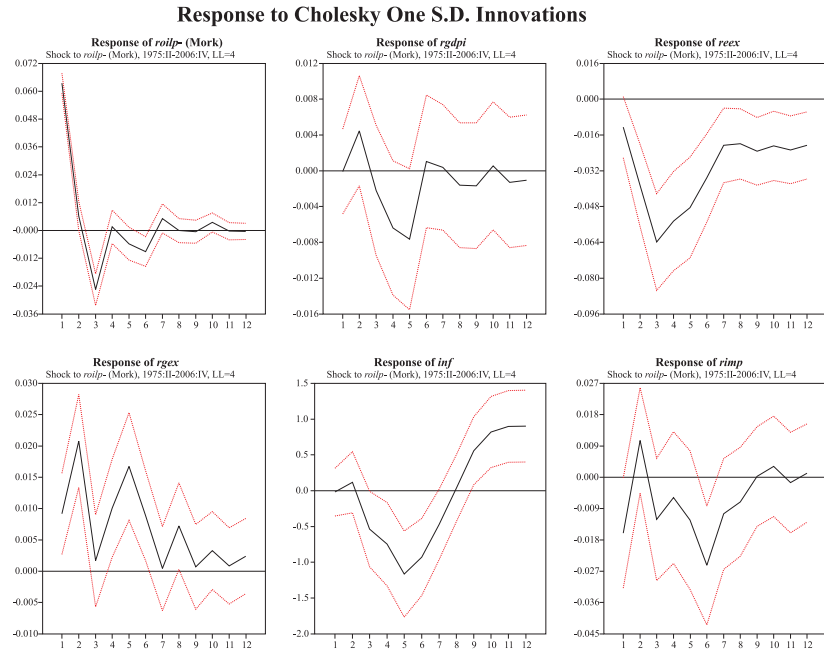 Response to Cholesky One S.D. Innovations
Response of roilp- (Mork)
Shock to roilp- (Mork), 1975:II-2006:IV, LL=4
0.072
0.060
0.048
0.036
0.024
0.012
0.000
-0.012
-0.024
-0.036
1 2 3 4 5 6 7 8 9 10 11 12
Response of rgdpi
Shock to roilp- (Mork), 1975:II-2006:IV, LL=4
0.012
0.008
0.004
0.000
-0.004
-0.008
-0.012
-0.016
1 2 3 4 5 6 7 8 9 10 11 12
Response of reex
Shock to roilp- (Mork), 1975:II-2006:IV, LL=4
0.016
0.000
-0.016
-0.032
-0.048
-0.064
-0.080
-0.096
1 2 3 4 5 6 7 8 9 10 11 12
Response of rgex
Shock to roilp- (Mork), 1975:II-2006:IV, LL=4
0.030
0.025
0.020
0.015
0.010
0.005
0.000
-0.005
-0.010
1 2 3 4 5 6 7 8 9 10 11 12
Response of inf
Shock to roilp- (Mork), 1975:II-2006:IV, LL=4
1.5
1.0
0.5
0.0
-0.5
-1.0
-1.5
-2.0
1 2 3 4 5 6 7 8 9 10 11 12
Response of rimp
Shock to roilp- (Mork), 1975:II-2006:IV, LL=4
0.027
0.018
0.009
0.000
-0.009
-0.018
-0.027
-0.036
-0.045
1 2 3 4 5 6 7 8 9 10 11 12